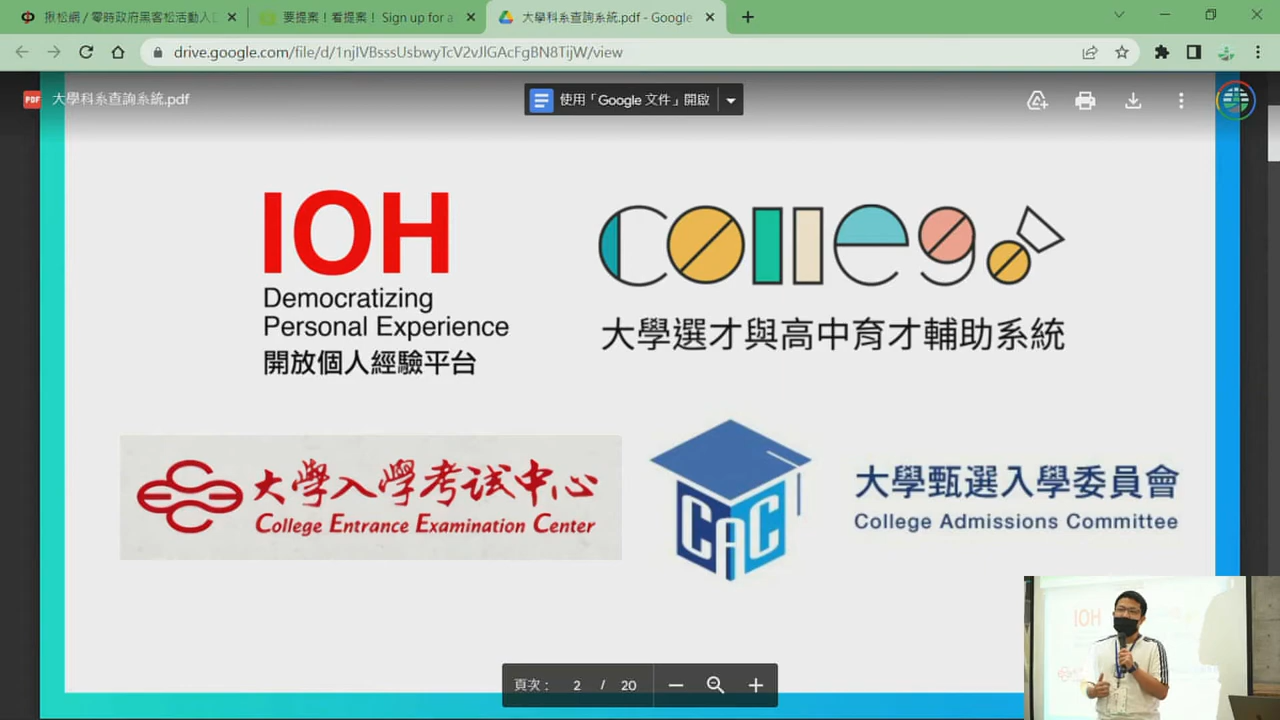 揪松網 / 零時政府黑客松活動入口
要提案！看提案！ Sign up for a
大學科系查詢系統.pdf - Google
drive.google.com/file/d/1njIVBsssUsbwyTcV2vJlGAcFgBN8TijW/view
PDF 大學科系查詢系統.pdf
使用「Google 文件」開啟
IOH
Democratizing
Personal Experience
開放個人經驗平台
Collego
大學選才與高中育才輔助系統
大學入學考試中心
College Entrance Examination Center
CAC
大學甄選入學委員會
College Admissions Committee
頁次： 2 / 20
IOH